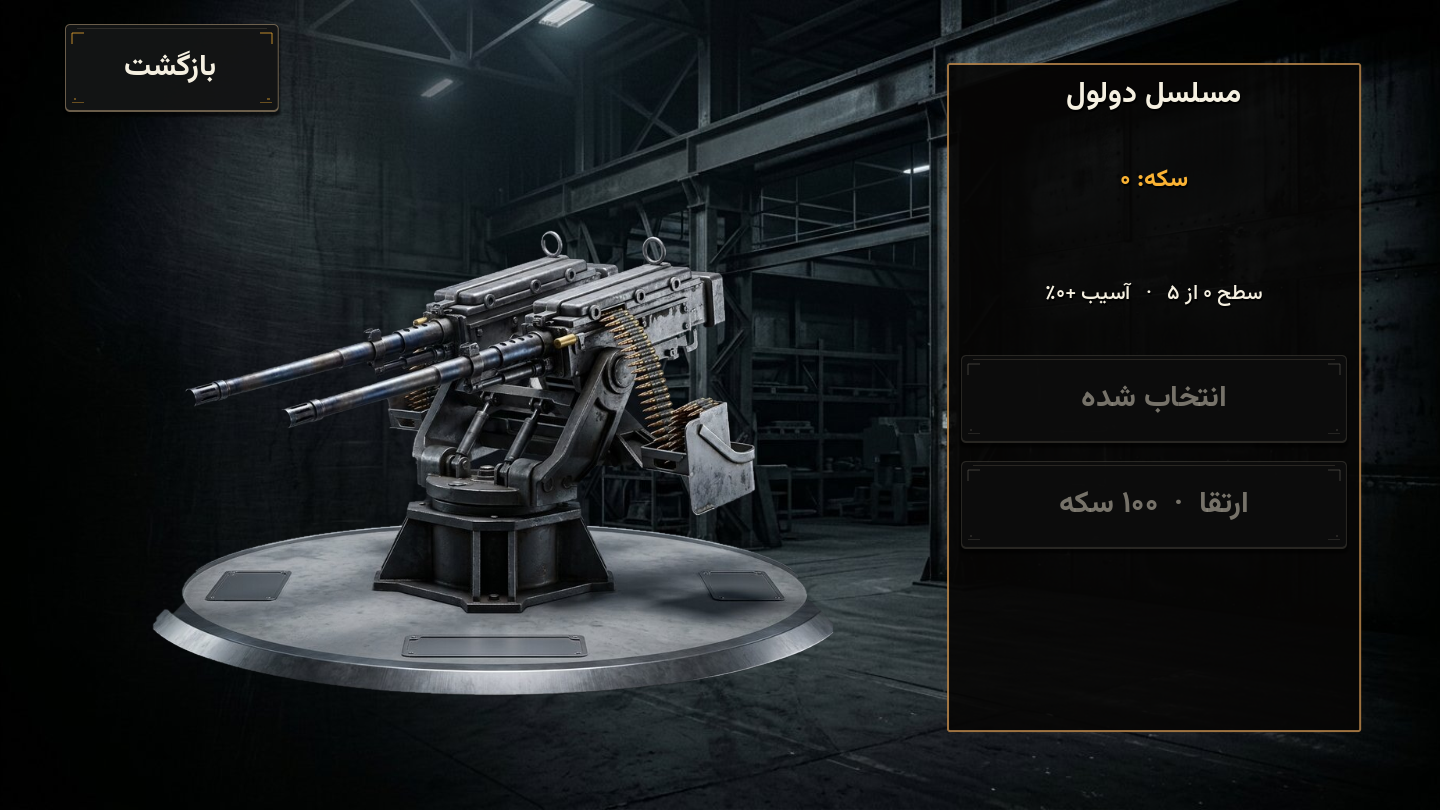 بازگشت
مسلسل دولول
سکه: ۰
سطح ۰ از ۵ · آسیب +۰٪
انتخاب شده
ارتقا · ۱۰۰ سکه